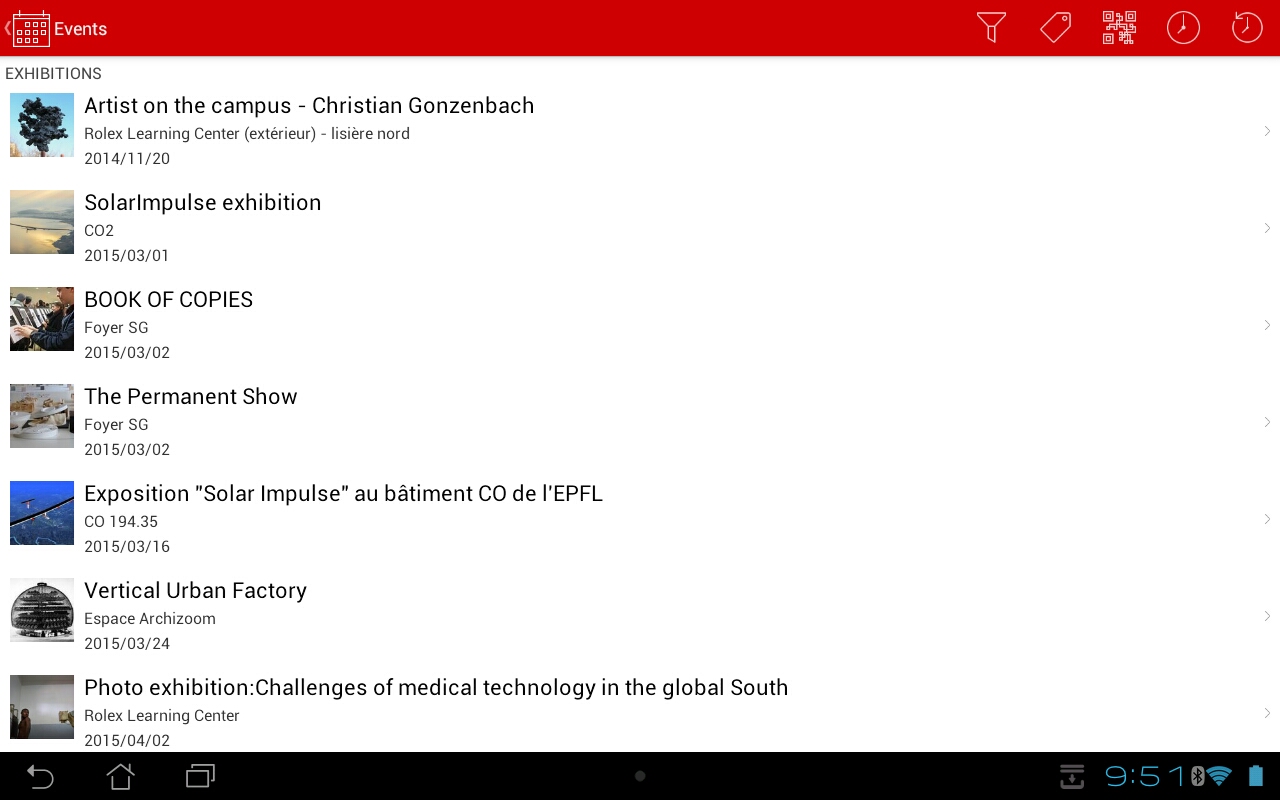 Events
EXHIBITIONS
Artist on the campus - Christian Gonzenbach
Rolex Learning Center (extérieur) - lisière nord
2014/11/20
SolarImpulse exhibition
CO2
2015/03/01
BOOK OF COPIES
Foyer SG
2015/03/02
The Permanent Show
Foyer SG
2015/03/02
Exposition "Solar Impulse" au bâtiment CO de l'EPFL
CO 194.35
2015/03/16
Vertical Urban Factory
Espace Archizoom
2015/03/24
Photo exhibition:Challenges of medical technology in the global South
Rolex Learning Center
2015/04/02
9:51